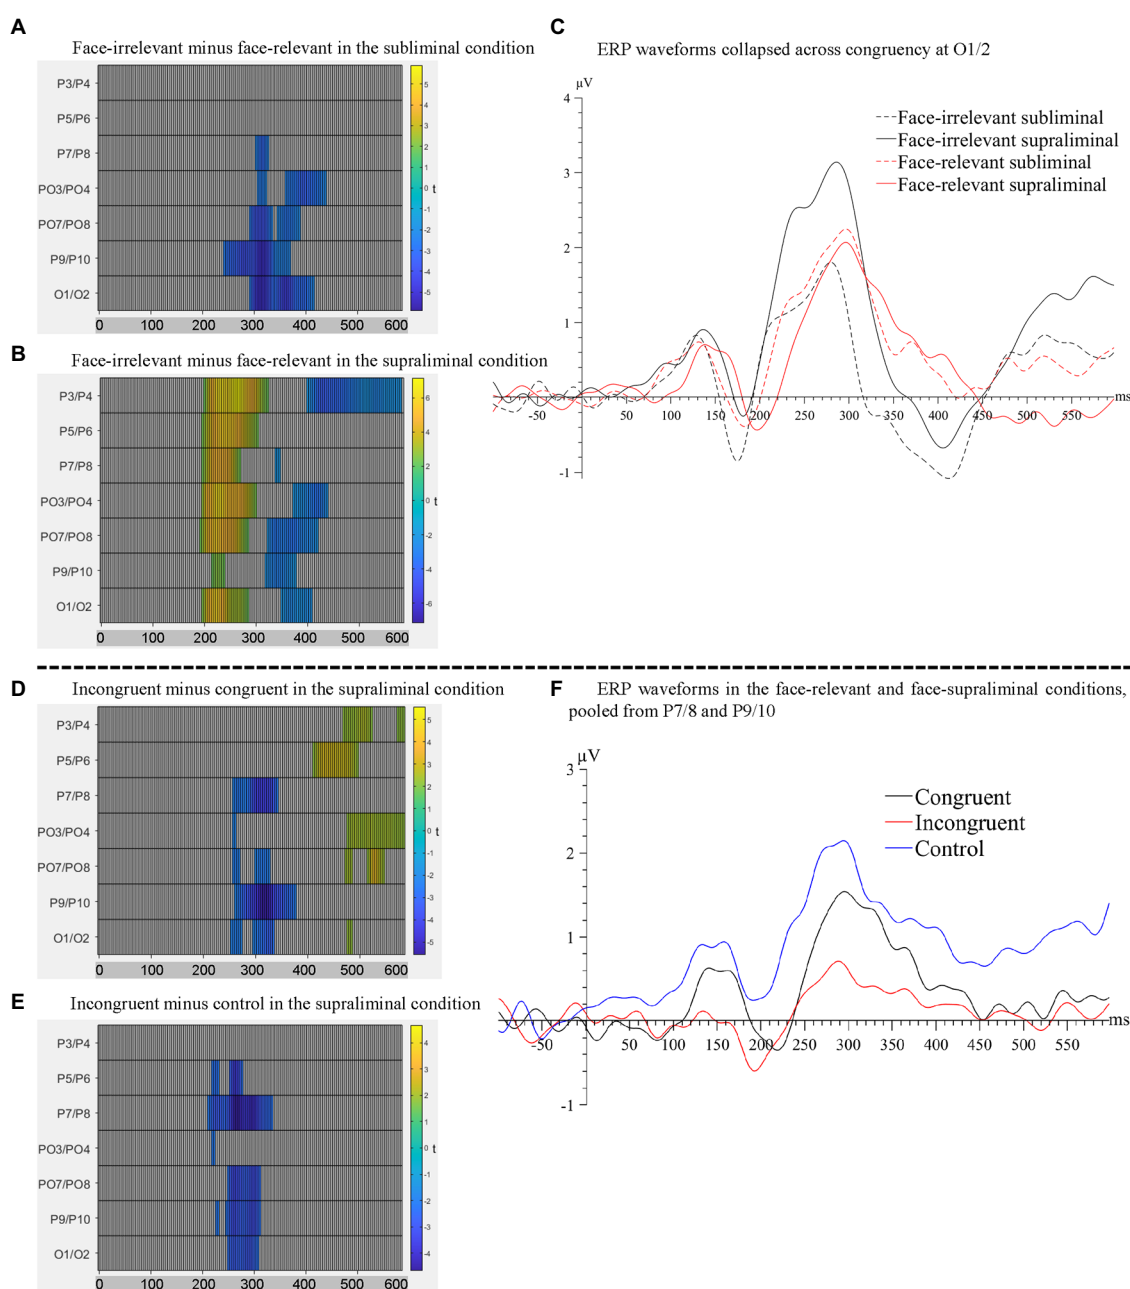 A
Face-irrelevant minus face-relevant in the subliminal condition
P3/P4
P5/P6
P7/P8
PO3/PO4
PO7/PO8
P9/P10
O1/O2
0 100 200 300 400 500 600
5
4
3
2
1
0 t
-1
-2
-3
-4
-5
B
Face-irrelevant minus face-relevant in the supraliminal condition
P3/P4
P5/P6
P7/P8
PO3/PO4
PO7/PO8
P9/P10
O1/O2
0 100 200 300 400 500 600
6
4
2
0 t
-2
-4
-6
C
ERP waveforms collapsed across congruency at O1/2
µV
4
3
2
1
-1
-50 50 100 150 200 250 300 350 400 450 500 550
ms
Face-irrelevant subliminal
Face-irrelevant supraliminal
Face-relevant subliminal
Face-relevant supraliminal
D
Incongruent minus congruent in the supraliminal condition
P3/P4
P5/P6
P7/P8
PO3/PO4
PO7/PO8
P9/P10
O1/O2
0 100 200 300 400 500 600
5
4
3
2
1
0 t
-1
-2
-3
-4
-5
E
Incongruent minus control in the supraliminal condition
P3/P4
P5/P6
P7/P8
PO3/PO4
PO7/PO8
P9/P10
O1/O2
0 100 200 300 400 500 600
4
3
2
1
0 t
-1
-2
-3
-4
F
ERP waveforms in the face-relevant and face-supraliminal conditions,
pooled from P7/8 and P9/10
µV
3
2
1
-1
-50 50 100 150 200 250 300 350 400 450 500 550
ms
Congruent
Incongruent
Control